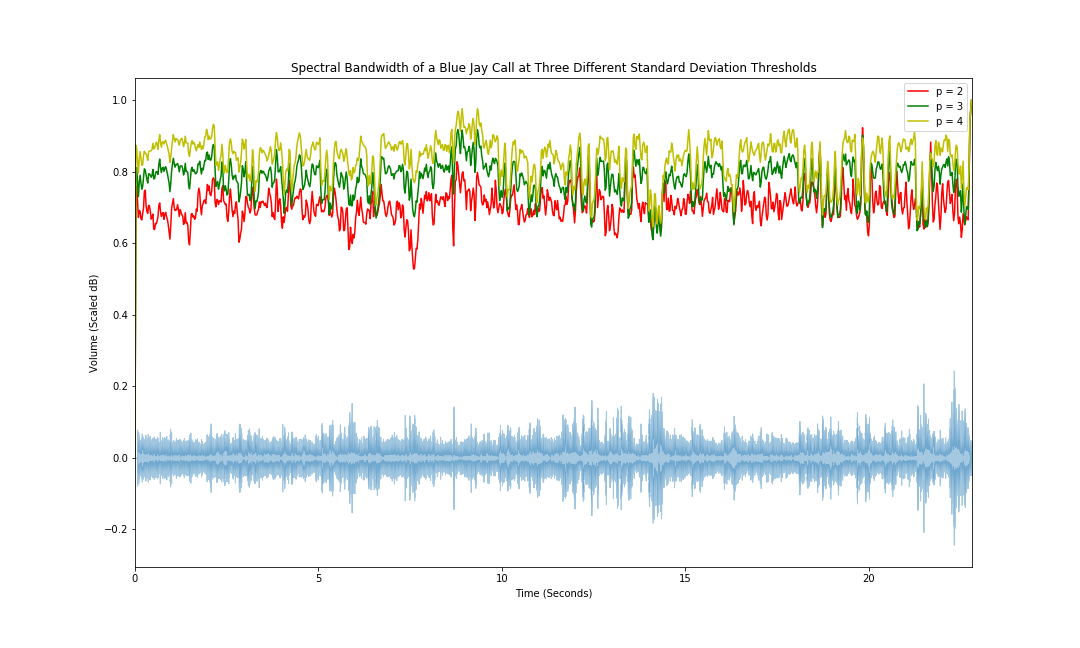 Spectral Bandwidth of a Blue Jay Call at Three Different Standard Deviation Thresholds
p = 2
p = 3
p = 4
Volume (Scaled dB)
1.0
0.8
0.6
0.4
0.2
0.0
−0.2
0 5 10 15 20
Time (Seconds)